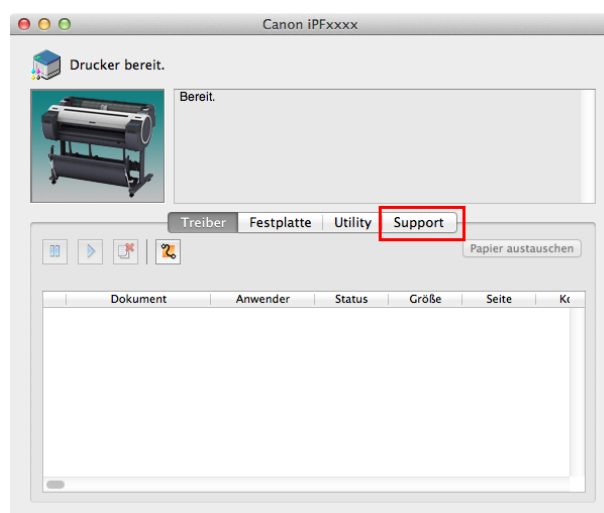 Canon iPFxxxx
Drucker bereit.
Bereit.
Treiber Festplatte Utility Support
Papier austauschen
Dokument Anwender Status Größe Seite